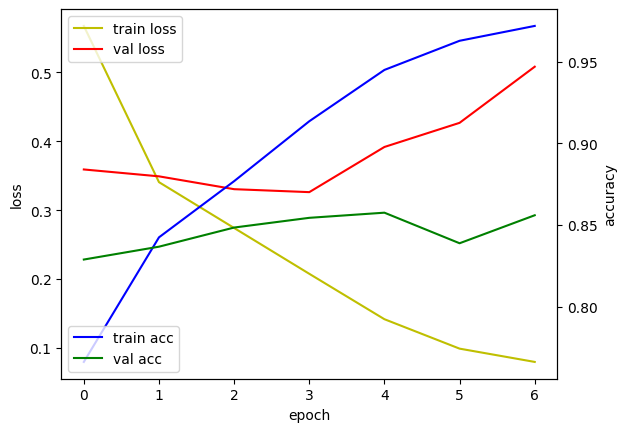 train loss
val loss
0.5
0.4
0.3
0.2
0.1
loss
0.95
0.90
0.85
0.80
accuracy
train acc
val acc
0 1 2 3 4 5 6
epoch